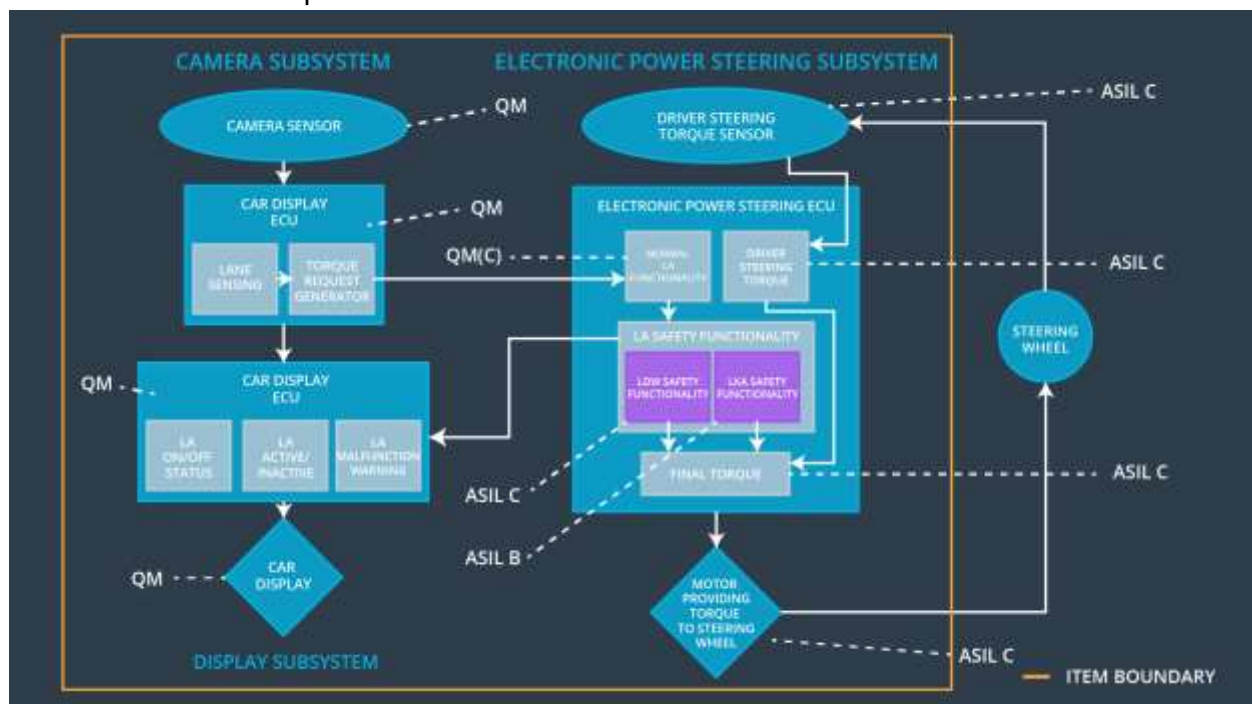 CAMERA SUBSYSTEM
ELECTRONIC POWER STEERING SUBSYSTEM
CAMERA SENSOR
QM
DRIVER STEERING
TORQUE SENSOR
ASIL C
CAR DISPLAY
ECU
QM
LANE
SENSING
TORQUE
REQUEST
GENERATOR
ELECTRONIC POWER STEERING ECU
QM(C)
LA
FUNCTIONALITY
DRIVER
STEERING
TORQUE
ASIL C
LA SAFETY FUNCTIONALITY
LDW SAFETY
FUNCTIONALITY
LKA SAFETY
FUNCTIONALITY
STEERING
WHEEL
CAR DISPLAY
ECU
QM
LA
ON/OFF
STATUS
LA
ACTIVE/
INACTIVE
LA
MALFUNCTION
WARNING
FINAL TORQUE
ASIL C
ASIL C
ASIL B
CAR
DISPLAY
QM
MOTOR
PROVIDING
TORQUE
TO STEERING
WHEEL
ASIL C
DISPLAY SUBSYSTEM
ITEM BOUNDARY